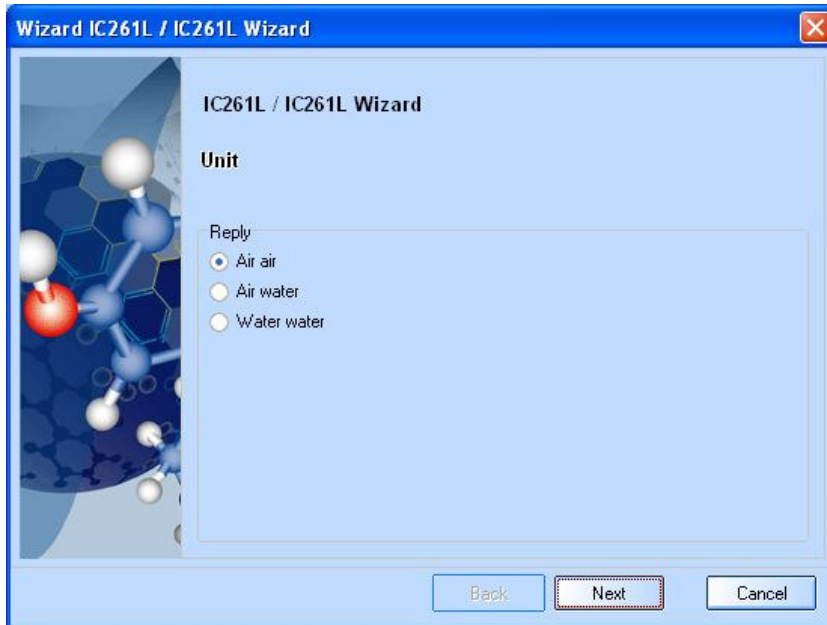 Wizard IC261L / IC261L Wizard
IC261L / IC261L Wizard
Unit
Reply
Air air
Air water
Water water
Back
Next
Cancel